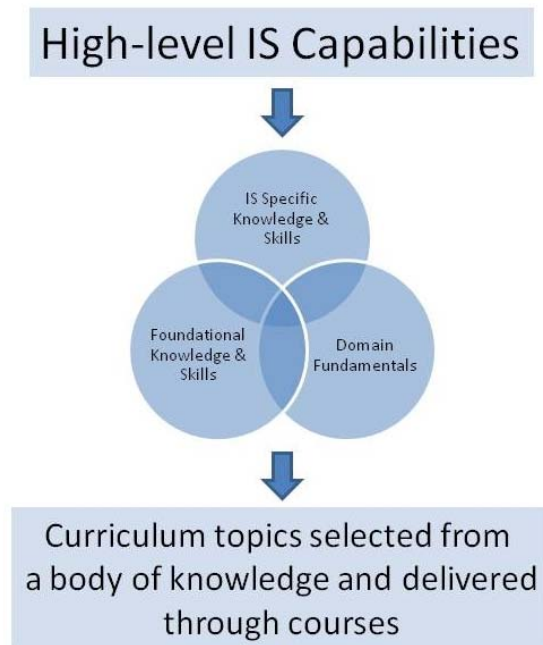 High-level IS Capabilities
IS Specific
Knowledge &
Skills
Foundational
Knowledge &
Skills
Domain
Fundamentals
Curriculum topics selected from
a body of knowledge and delivered
through courses